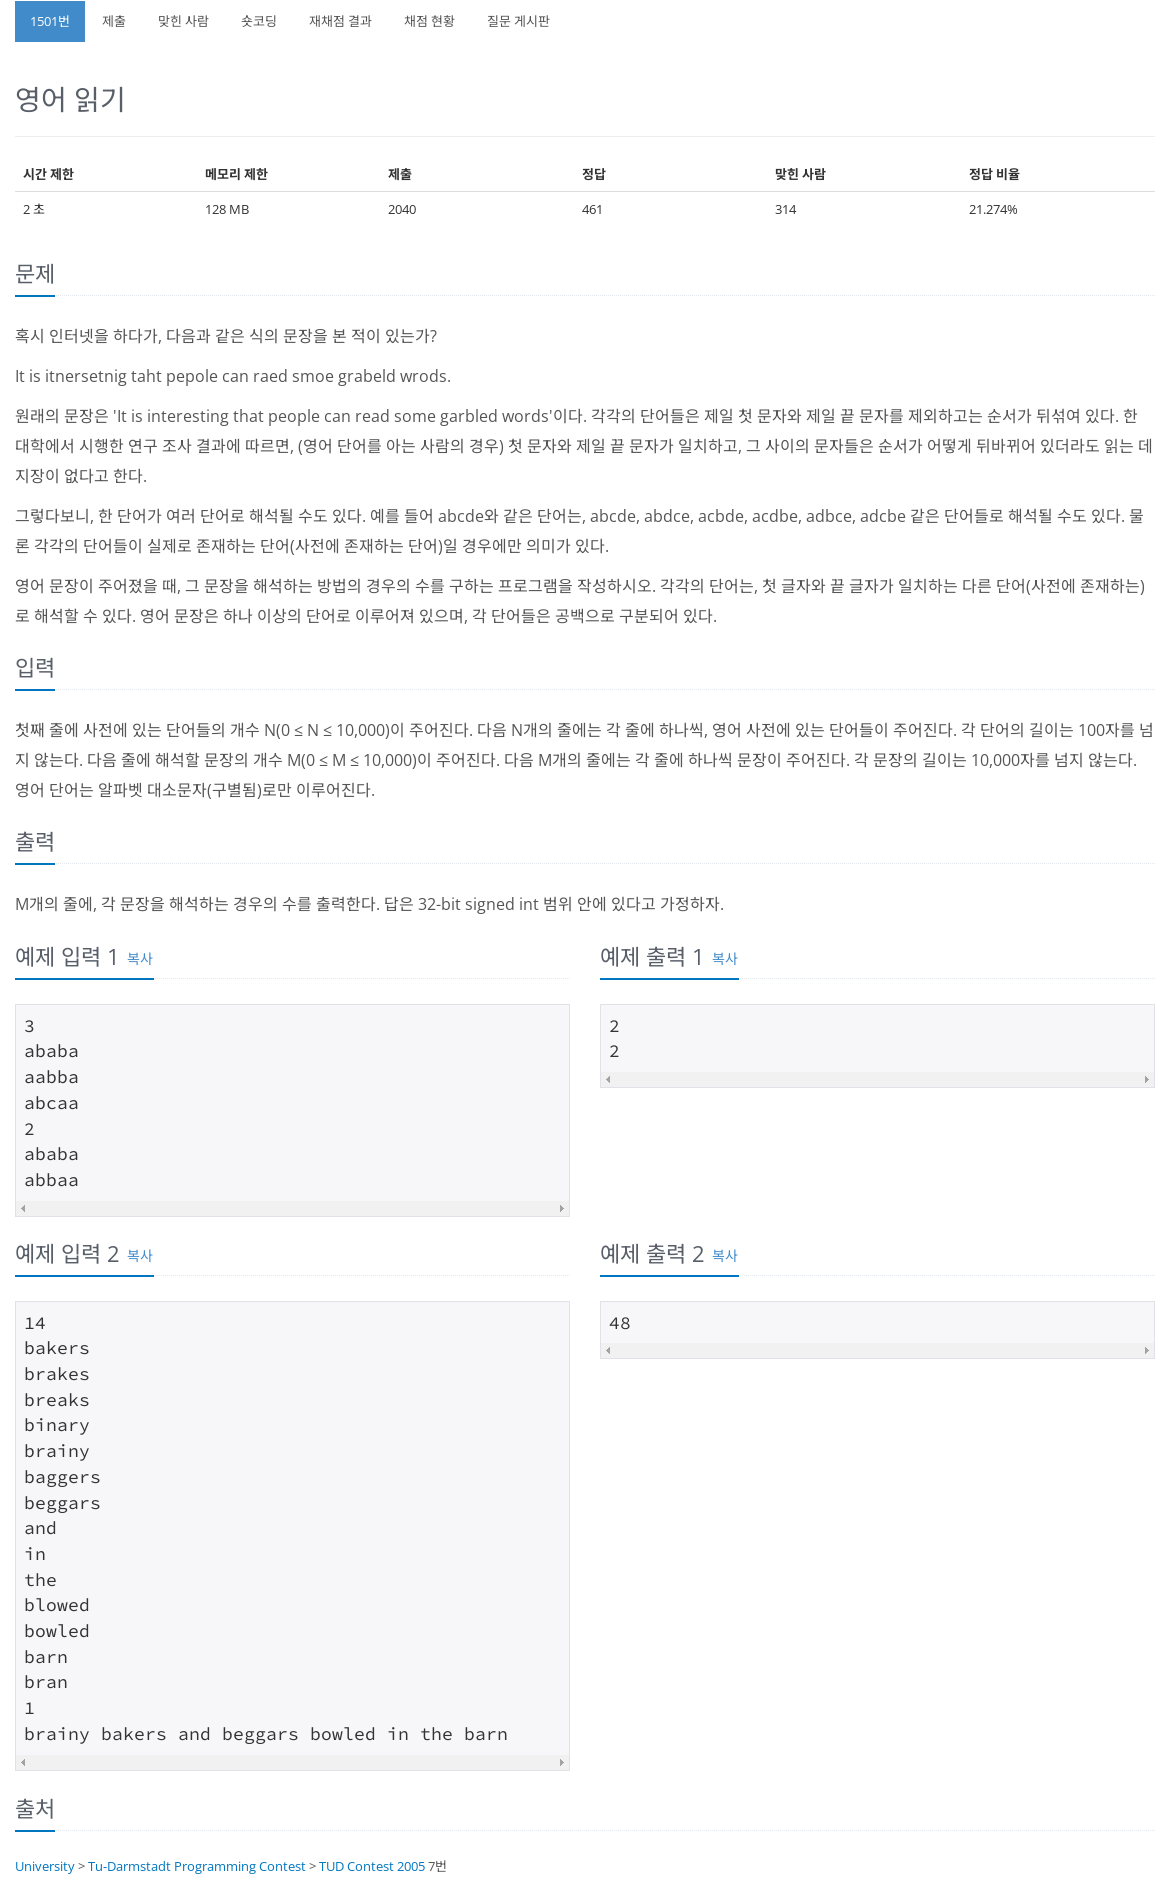 1501번 제출 맞힌 사람 숏코딩 재채점 결과 채점 현황 질문 게시판
영어 읽기
시간 제한 메모리 제한 제출 정답 맞힌 사람 정답 비율
2 초 128 MB 2040 461 314 21.274%
문제
혹시 인터넷을 하다가, 다음과 같은 식의 문장을 본 적이 있는가?
It is itnersetnig taht pepole can raed smoe grabeld wrods.
원래의 문장은 'It is interesting that people can read some garbled words'이다. 각각의 단어들은 제일 첫 문자와 제일 끝 문자를 제외하고는 순서가 뒤섞여 있다. 한
대학에서 시행한 연구 조사 결과에 따르면, (영어 단어를 아는 사람의 경우) 첫 문자와 제일 끝 문자가 일치하고, 그 사이의 문자들은 순서가 어떻게 뒤바뀌어 있더라도 읽는 데
지장이 없다고 한다.
그렇다보니, 한 단어가 여러 단어로 해석될 수도 있다. 예를 들어 abcde와 같은 단어는, abcde, abdce, acbde, acdbe, adbce, adcbe 같은 단어들로 해석될 수도 있다. 물
론 각각의 단어들이 실제로 존재하는 단어(사전에 존재하는 단어)일 경우에만 의미가 있다.
영어 문장이 주어졌을 때, 그 문장을 해석하는 방법의 경우의 수를 구하는 프로그램을 작성하시오. 각각의 단어는, 첫 글자와 끝 글자가 일치하는 다른 단어(사전에 존재하는)
로 해석할 수 있다. 영어 문장은 하나 이상의 단어로 이루어져 있으며, 각 단어들은 공백으로 구분되어 있다.
입력
첫째 줄에 사전에 있는 단어들의 개수 N(0 ≤ N ≤ 10,000)이 주어진다. 다음 N개의 줄에는 각 줄에 하나씩, 영어 사전에 있는 단어들이 주어진다. 각 단어의 길이는 100자를 넘
지 않는다. 다음 줄에 해석할 문장의 개수 M(0 ≤ M ≤ 10,000)이 주어진다. 다음 M개의 줄에는 각 줄에 하나씩 문장이 주어진다. 각 문장의 길이는 10,000자를 넘지 않는다.
영어 단어는 알파벳 대소문자(구별됨)로만 이루어진다.
출력
M개의 줄에, 각 문장을 해석하는 경우의 수를 출력한다. 답은 32-bit signed int 범위 안에 있다고 가정하자.
예제 입력 1 복사
3
ababa
aabba
abcaa
2
ababa
abbaa
예제 출력 1 복사
2
2
예제 입력 2 복사
14
bakers
brakes
breaks
binary
brainy
baggers
beggars
and
in
the
blowed
bowled
barn
bran
1
brainy bakers and beggars bowled in the barn
예제 출력 2 복사
48
출처
University > Tu-Darmstadt Programming Contest > TUD Contest 2005 7번